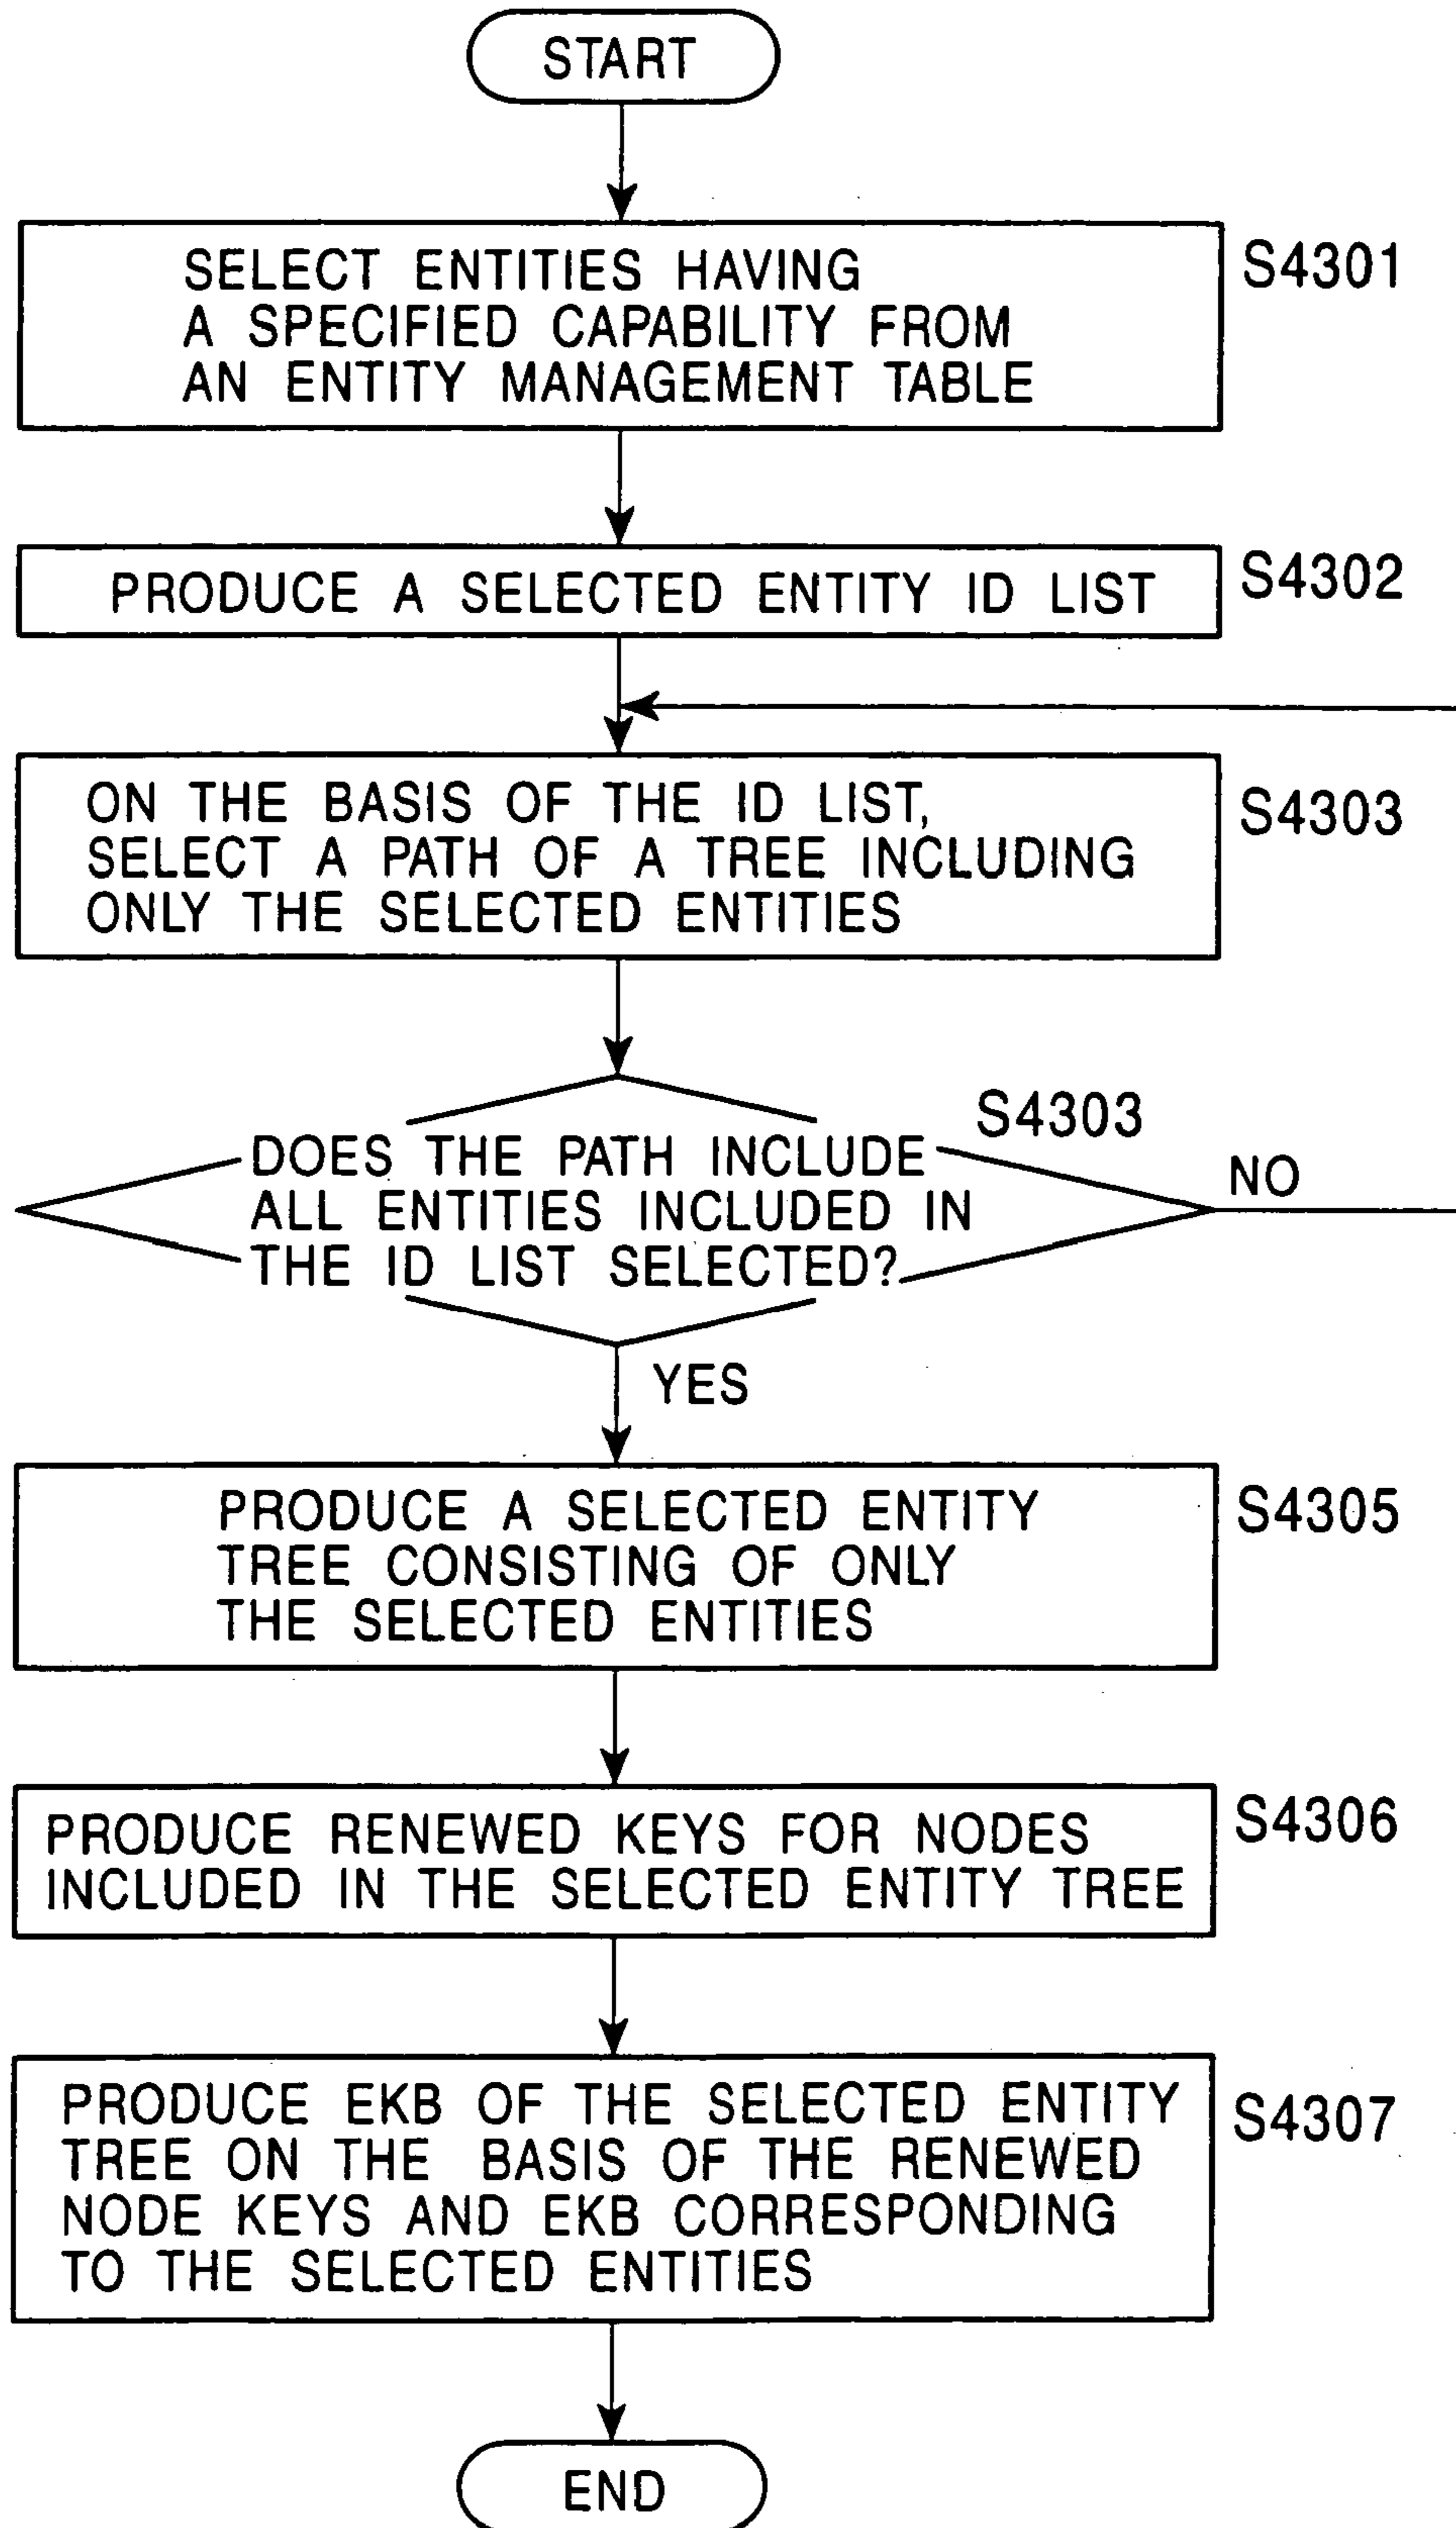 START
SELECT ENTITIES HAVING
A SPECIFIED CAPABILITY FROM
AN ENTITY MANAGEMENT TABLE
S4301
PRODUCE A SELECTED ENTITY ID LIST
S4302
ON THE BASIS OF THE ID LIST,
SELECT A PATH OF A TREE INCLUDING
ONLY THE SELECTED ENTITIES
S4303
S4303
DOES THE PATH INCLUDE
ALL ENTITIES INCLUDED IN
THE ID LIST SELECTED?
NO
YES
PRODUCE A SELECTED ENTITY
TREE CONSISTING OF ONLY
THE SELECTED ENTITIES
S4305
PRODUCE RENEWED KEYS FOR NODES
INCLUDED IN THE SELECTED ENTITY TREE
S4306
PRODUCE EKB OF THE SELECTED ENTITY
TREE ON THE BASIS OF THE RENEWED
NODE KEYS AND EKB CORRESPONDING
TO THE SELECTED ENTITIES
S4307
END